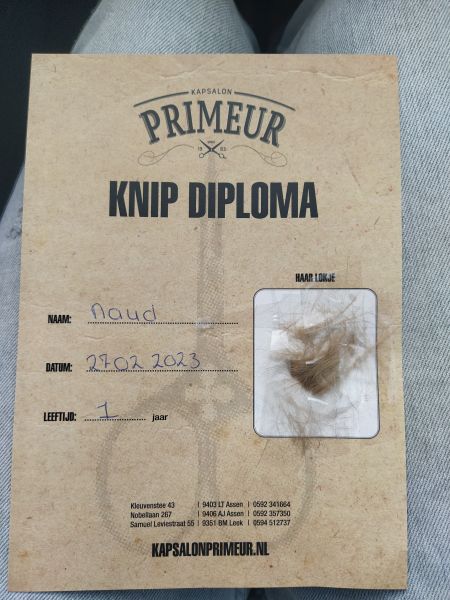 KAPSALON
PRIMEUR
19 83
KNIP DIPLOMA
HAAR LOKJE
NAAM: Naud
DATUM: 27 02 2023
LEEFTIJD: 1 jaar
Kleuvenstee 43 | 9403 LT Assen | 0592 341664
Nobellaan 267 | 9406 AJ Assen | 0592 357350
Samuel Leviestraat 55 | 9351 BM Leek | 0594 512737
KAPSALONPRIMEUR.NL